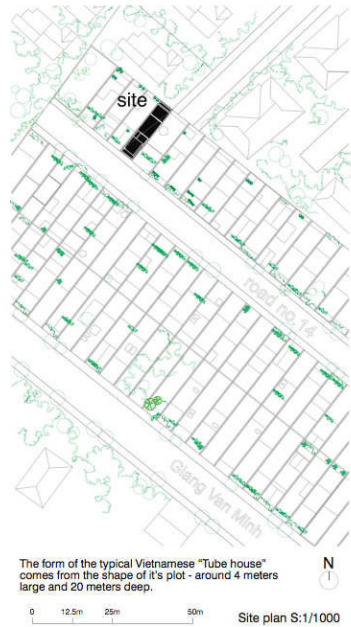 site
road no.14
Giang Van Minh
The form of the typical Vietnamese "Tube house"
comes from the shape of it's plot - around 4 meters
large and 20 meters deep.
N
0 12.5m 25m 50m
Site plan S:1/1000